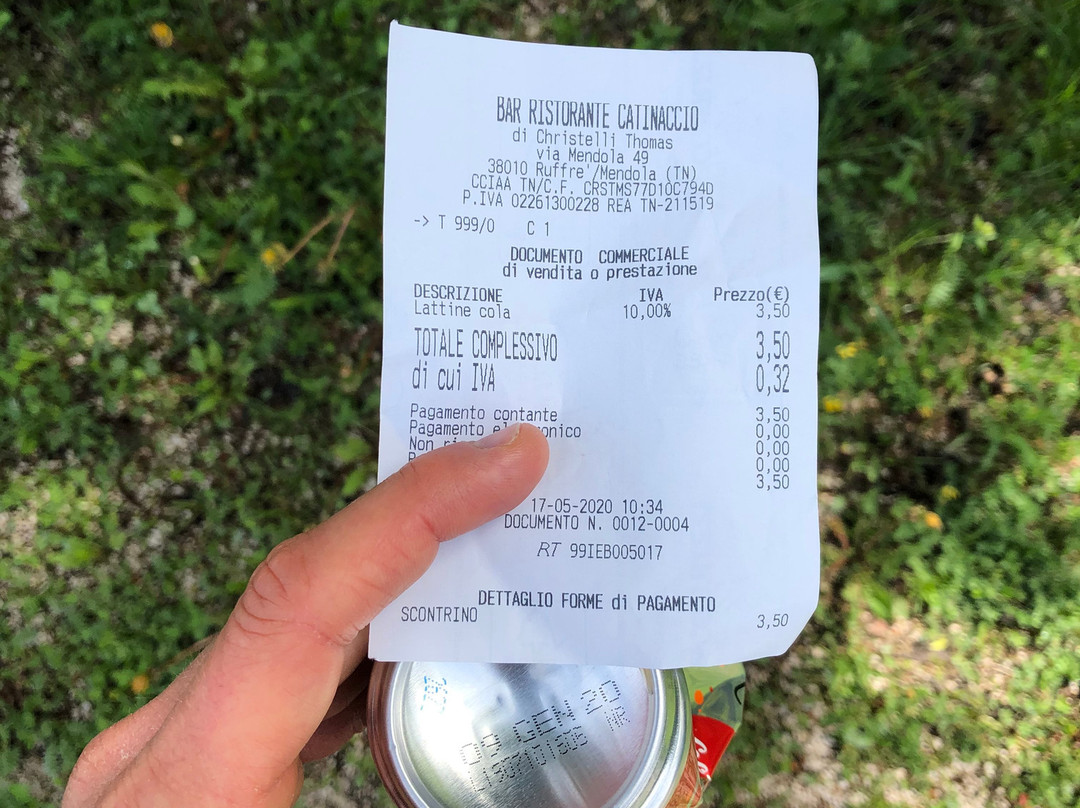 BAR RISTORANTE CATINACCIO
di Christelli Thomas
via Mendola 49
38010 Ruffre'/Mendola (TN)
CCIAA TN/C.F. CRSTMS77D10C794D
P.IVA 02261300228 REA TN-211519
-> T 999/0 C 1
DOCUMENTO COMMERCIALE
di vendita o prestazione
DESCRIZIONE IVA Prezzo(€)
Lattine cola 10,00% 3,50
TOTALE COMPLESSIVO 3,50
di cui IVA 0,32
Pagamento contante 3,50
Pagamento 0,00
Non 0,00
0,00
3,50
17-05-2020 10:34
DOCUMENTO N. 0012-0004
RT 99IEB005017
DETTAGLIO FORME di PAGAMENTO
SCONTRINO 3,50
GEW